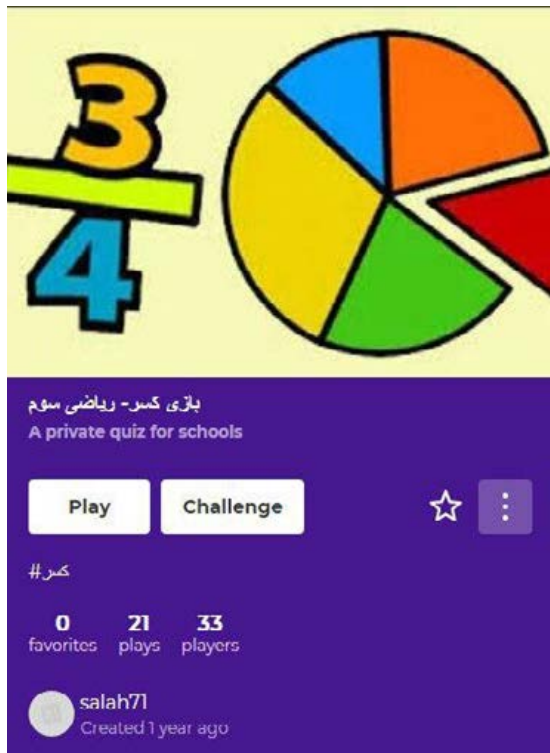 3
4
بازی کسر- ریاضی سوم
A private quiz for schools
Play Challenge
#کسر
0 21 33
favorites plays players
salah71
Created 1 year ago